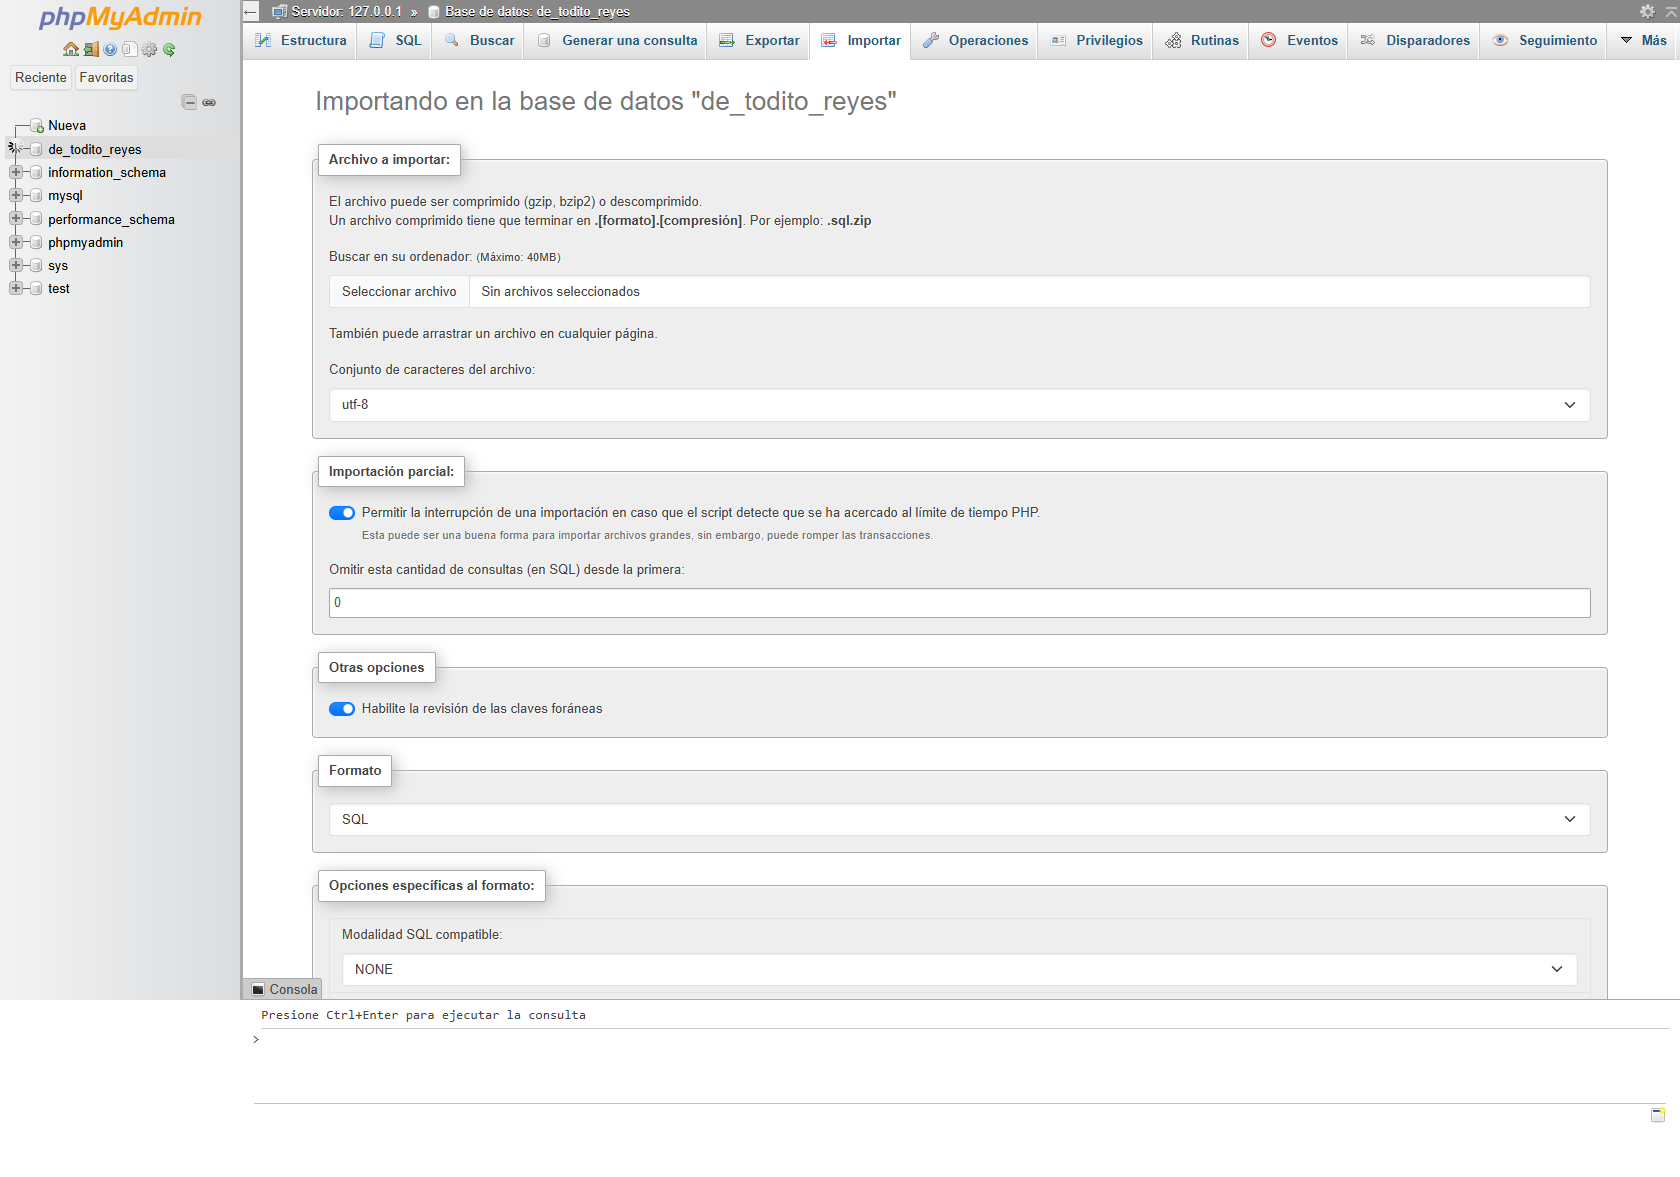 phpMyAdmin
Reciente
Favoritas
Nueva
de_todito_reyes
information_schema
mysql
performance_schema
phpmyadmin
sys
test
Servidor: 127.0.0.1 » Base de datos: de_todito_reyes
Estructura
SQL
Buscar
Generar una consulta
Exportar
Importar
Operaciones
Privilegios
Rutinas
Eventos
Disparadores
Seguimiento
Más
Importando en la base de datos "de_todito_reyes"
Archivo a importar:
El archivo puede ser comprimido (gzip, bzip2) o descomprimido.
Un archivo comprimido tiene que terminar en .[formato].[compresión]. Por ejemplo: .sql.zip
Buscar en su ordenador: (Máximo: 40MB)
Seleccionar archivo Sin archivos seleccionados
También puede arrastrar un archivo en cualquier página.
Conjunto de caracteres del archivo:
utf-8
Importación parcial:
Permitir la interrupción de una importación en caso que el script detecte que se ha acercado al límite de tiempo PHP.
Esta puede ser una buena forma para importar archivos grandes, sin embargo, puede romper las transacciones.
Omitir esta cantidad de consultas (en SQL) desde la primera:
0
Otras opciones
Habilite la revisión de las claves foráneas
Formato
SQL
Opciones específicas al formato:
Modalidad SQL compatible:
NONE
Consola
Presione Ctrl+Enter para ejecutar la consulta
>